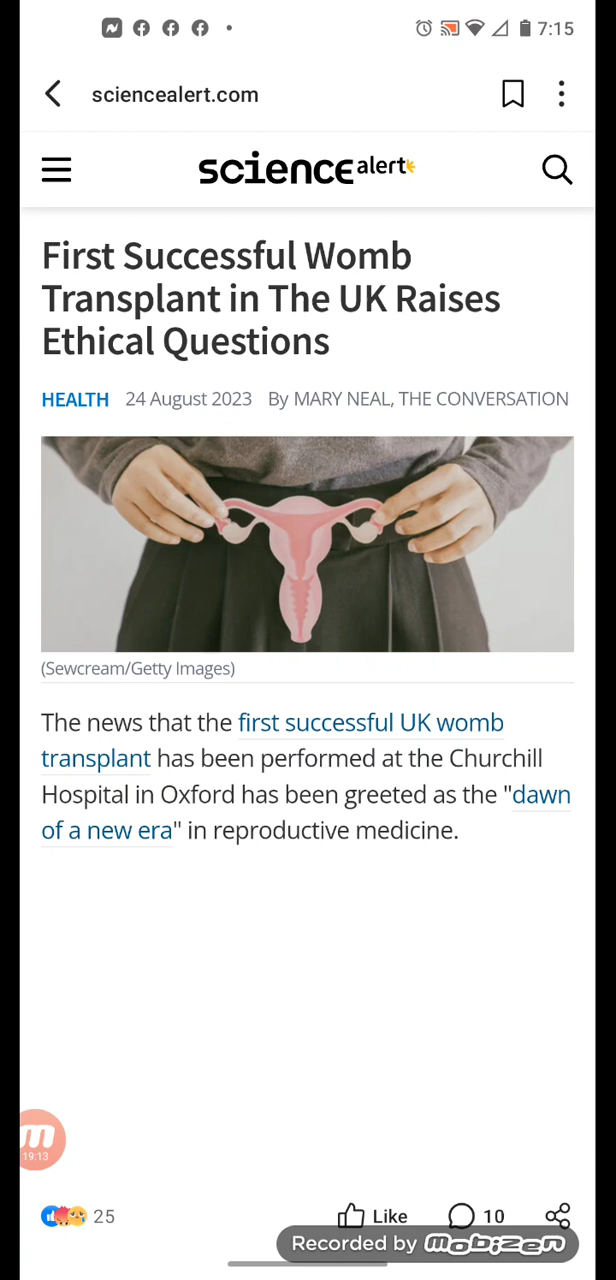 7:15
sciencealert.com
science alert
First Successful Womb
Transplant in The UK Raises
Ethical Questions
HEALTH 24 August 2023 By MARY NEAL, THE CONVERSATION
(Sewcream/Getty Images)
The news that the first successful UK womb
transplant has been performed at the Churchill
Hospital in Oxford has been greeted as the "dawn
of a new era" in reproductive medicine.
19:13
25 Like 10
Recorded by mobizen